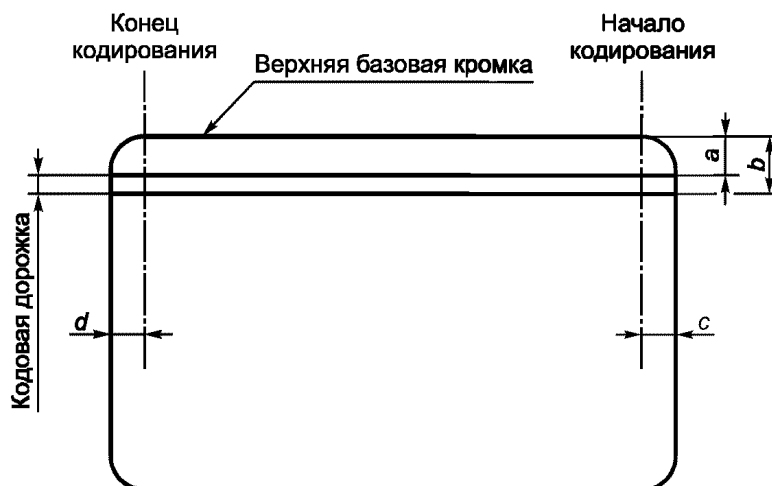 Конец
кодирования
Начало
кодирования
Верхняя базовая кромка
a
b
Кодовая дорожка
d
c